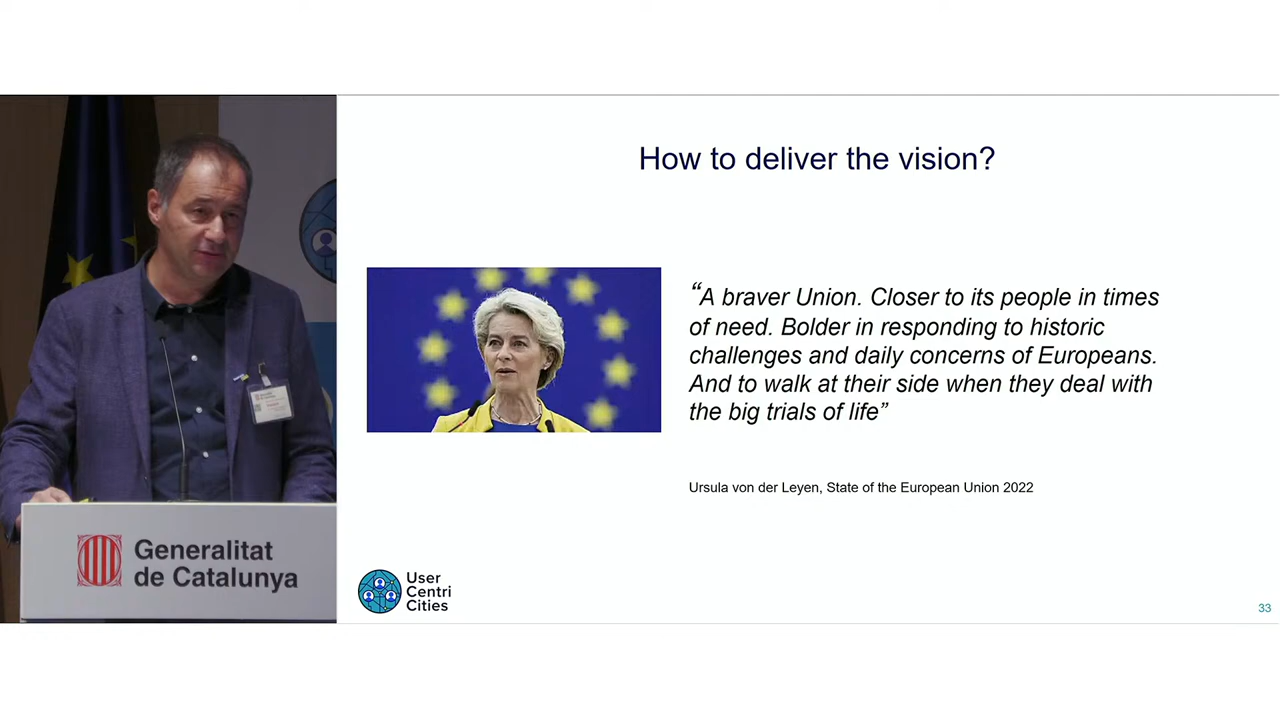 How to deliver the vision?
“A braver Union. Closer to its people in times
of need. Bolder in responding to historic
challenges and daily concerns of Europeans.
And to walk at their side when they deal with
the big trials of life”
Ursula von der Leyen, State of the European Union 2022
Generalitat
de Catalunya
User
Centri
Cities
33